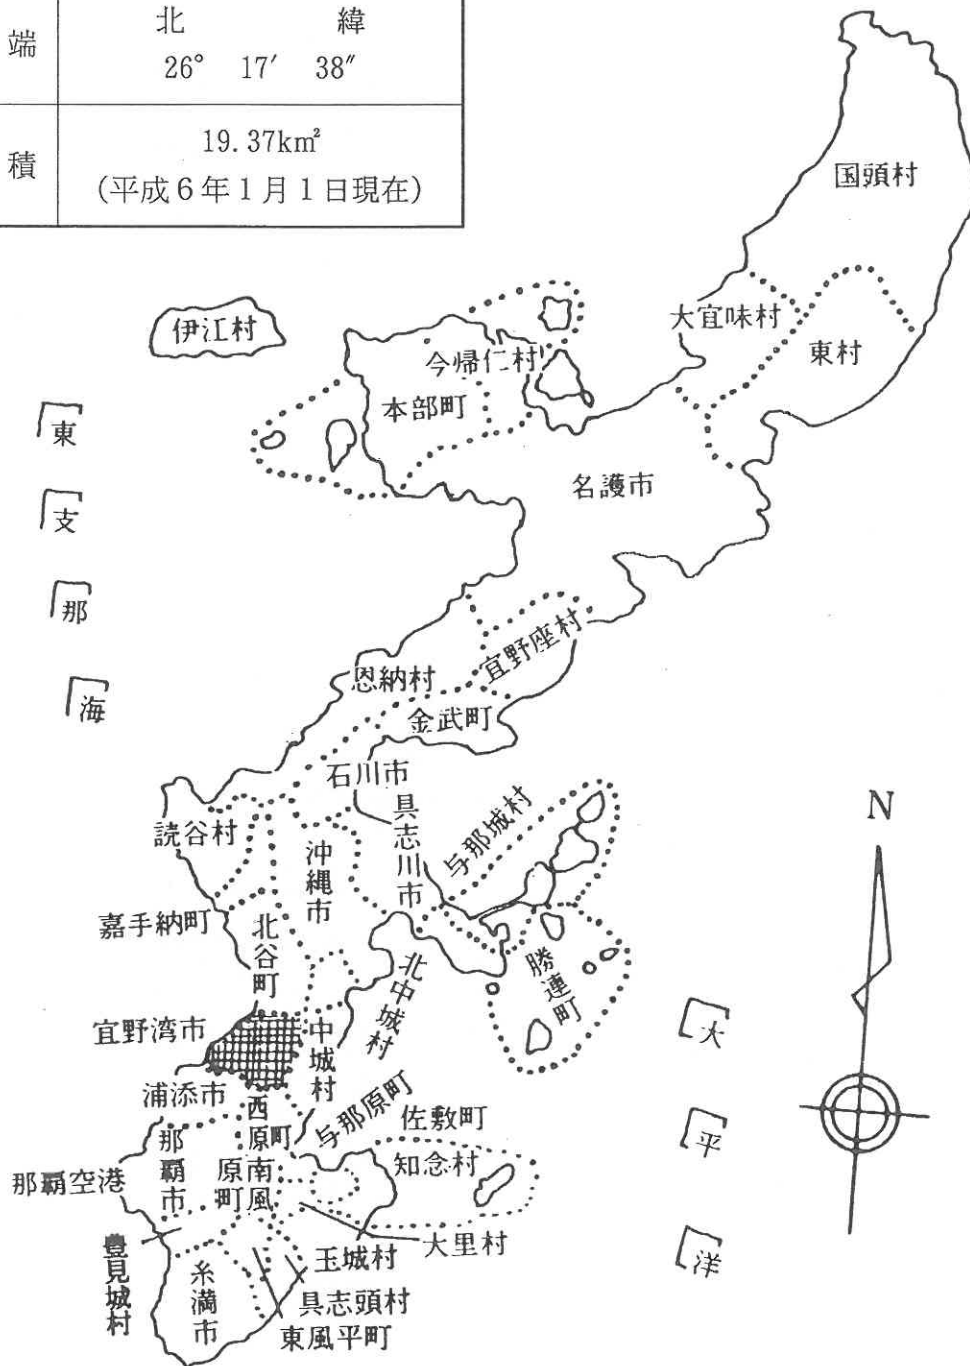 端
北 緯
26° 17′ 38″
積
19.37km²
(平成6年1月1日現在)
国頭村
大宜味村
東村
伊江村
今帰仁村
本部町
名護市
東支那海
宜野座村
恩納村
金武町
石川市
具志川市
与那城村
読谷村
沖縄市
嘉手納町
北谷町
勝連町
北中城村
宜野湾市
中城村
浦添市
西原町
与那原町
佐敷町
知念村
那覇市
南風原町
那覇空港
大里村
玉城村
豊見城村
糸満市
具志頭村
東風平町
N
大平洋